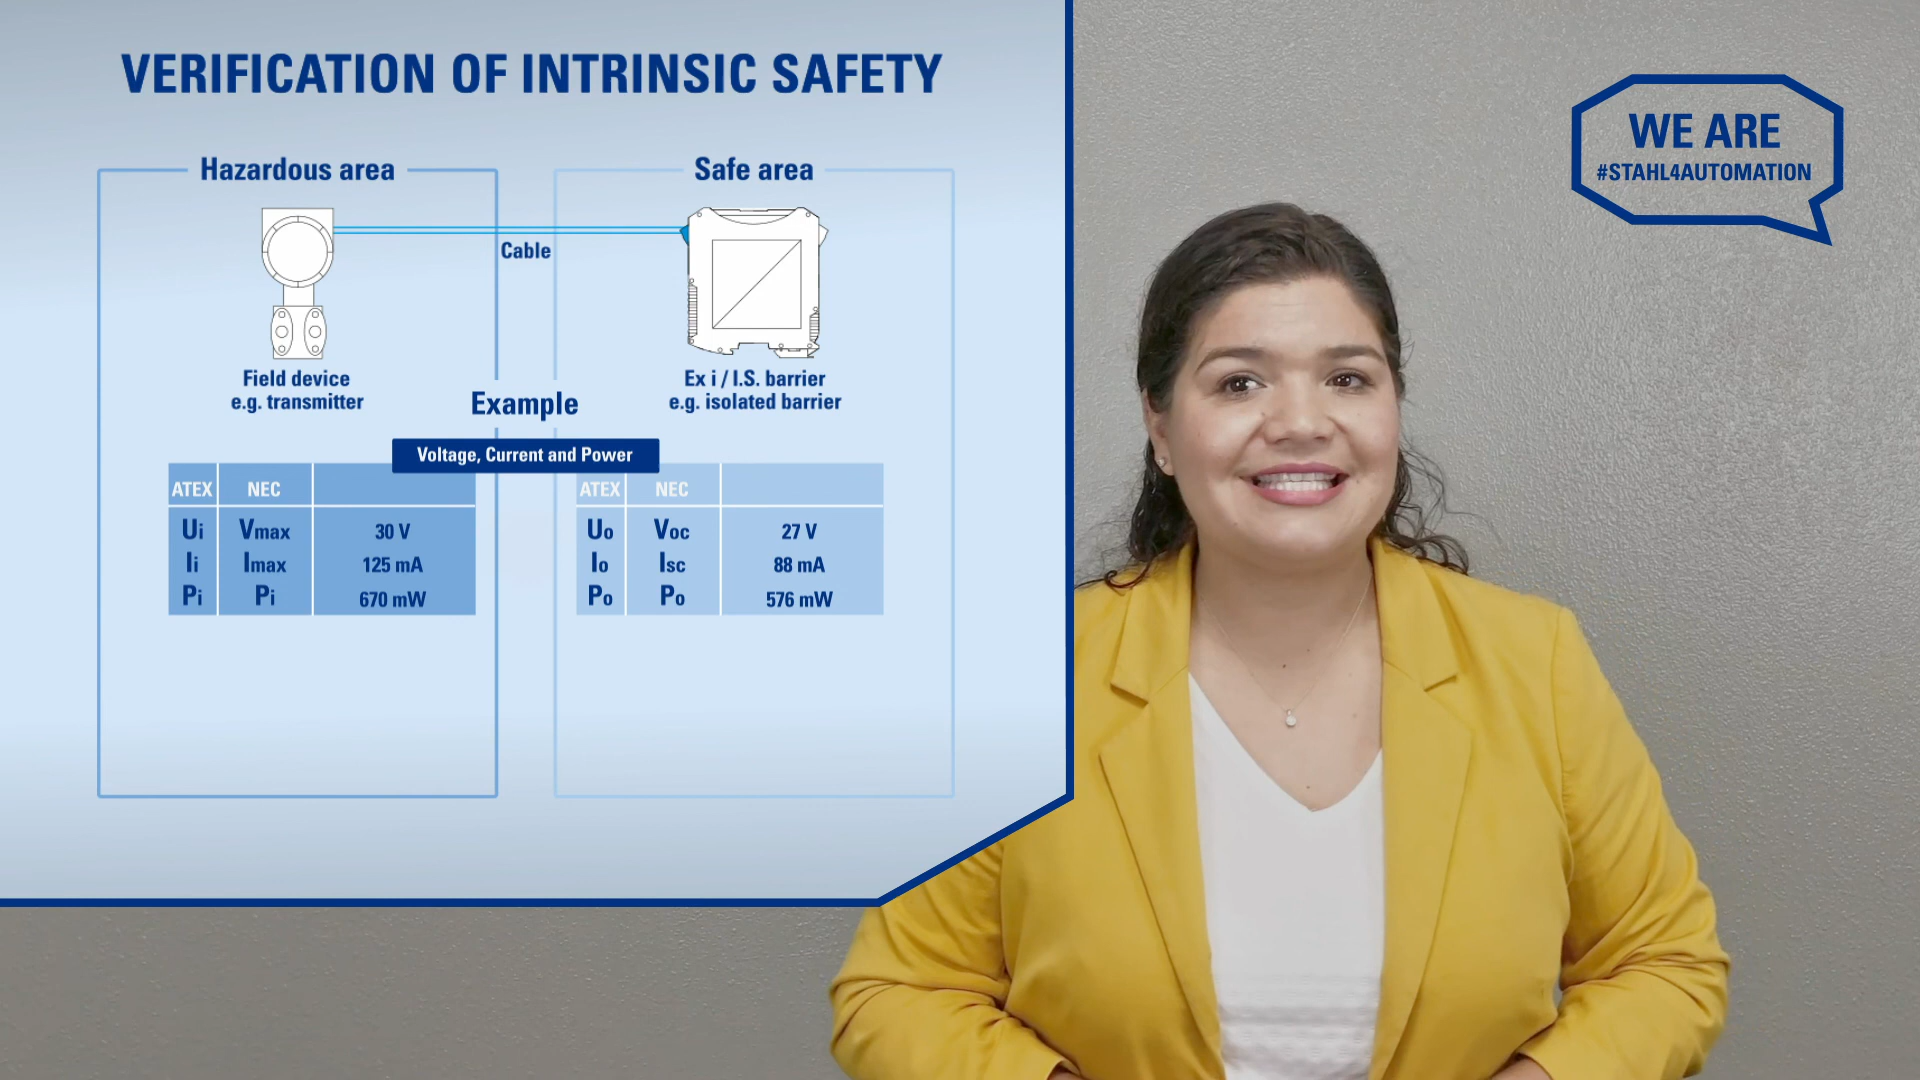 VERIFICATION OF INTRINSIC SAFETY
WE ARE
#STAHL4AUTOMATION
Hazardous area
Safe area
Cable
Field device
e.g. transmitter
Ex i / I.S. barrier
e.g. isolated barrier
Example
Voltage, Current and Power
ATEX NEC
Ui Vmax 30 V
Ii Imax 125 mA
Pi Pi 670 mW
ATEX NEC
Uo Voc 27 V
Io Isc 88 mA
Po Po 576 mW